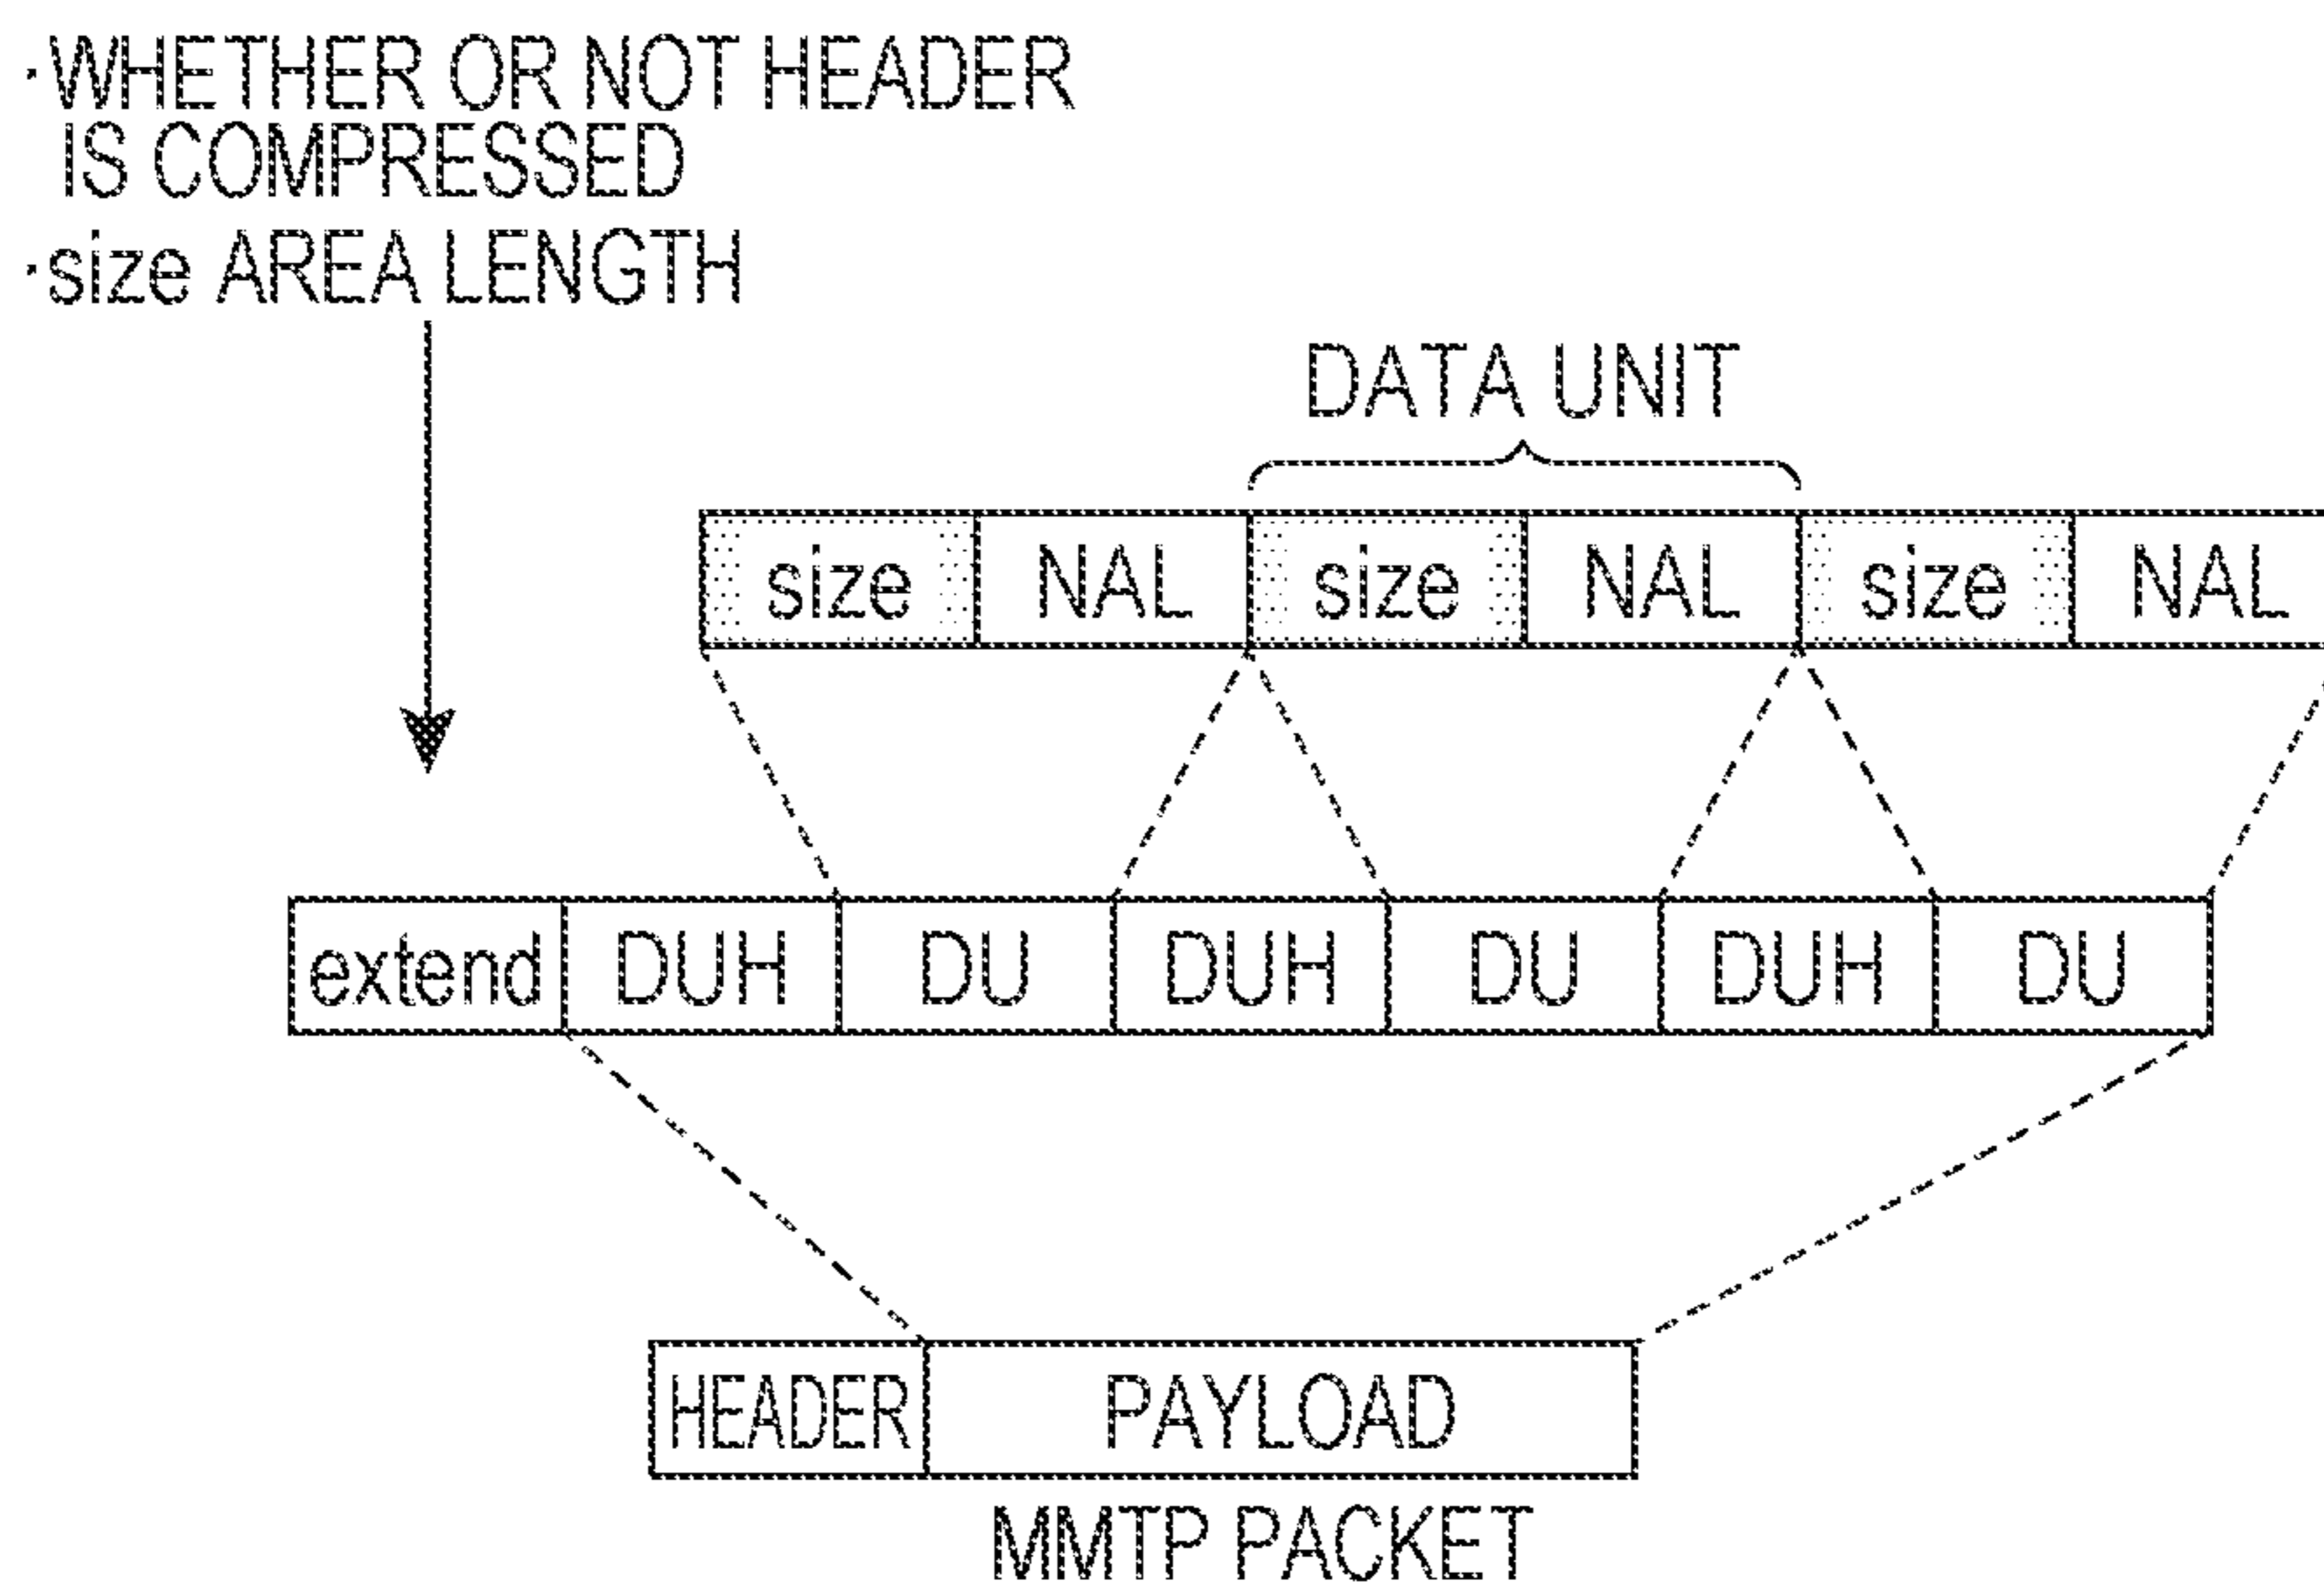 ·WHETHER OR NOT HEADER
IS COMPRESSED
·size AREA LENGTH
DATA UNIT
size NAL size NAL size NAL
extend DUH DU DUH DU DUH DU
HEADER PAYLOAD
MMTP PACKET